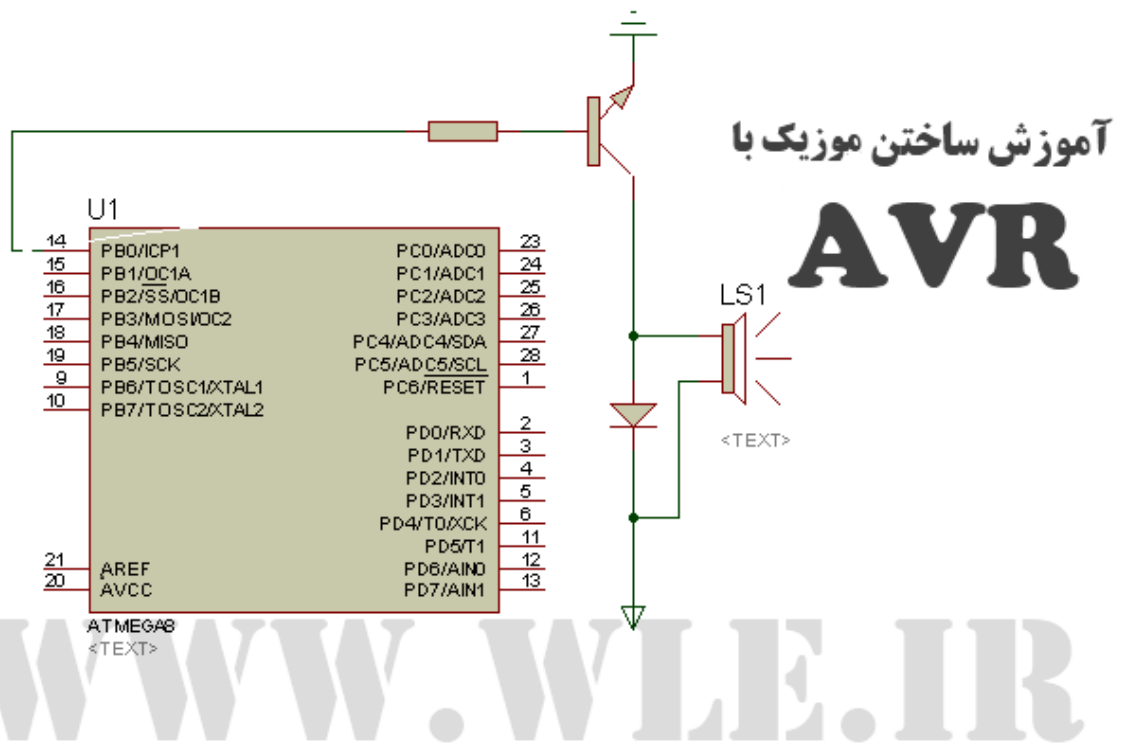 آموزش ساختن موزیک با
AVR
U1
14 PB0/ICP1
15 PB1/OC1A
16 PB2/SS/OC1B
17 PB3/MOSI/OC2
18 PB4/MISO
19 PB5/SCK
9 PB6/TOSC1/XTAL1
10 PB7/TOSC2/XTAL2
21 AREF
20 AVCC
PC0/ADC0 23
PC1/ADC1 24
PC2/ADC2 25
PC3/ADC3 26
PC4/ADC4/SDA 27
PC5/ADC5/SCL 28
PC6/RESET 1
PD0/RXD 2
PD1/TXD 3
PD2/INT0 4
PD3/INT1 5
PD4/T0/XCK 6
PD5/T1 11
PD6/AIN0 12
PD7/AIN1 13
ATMEGA8
<TEXT>
LS1
<TEXT>
WWW.WLE.IR